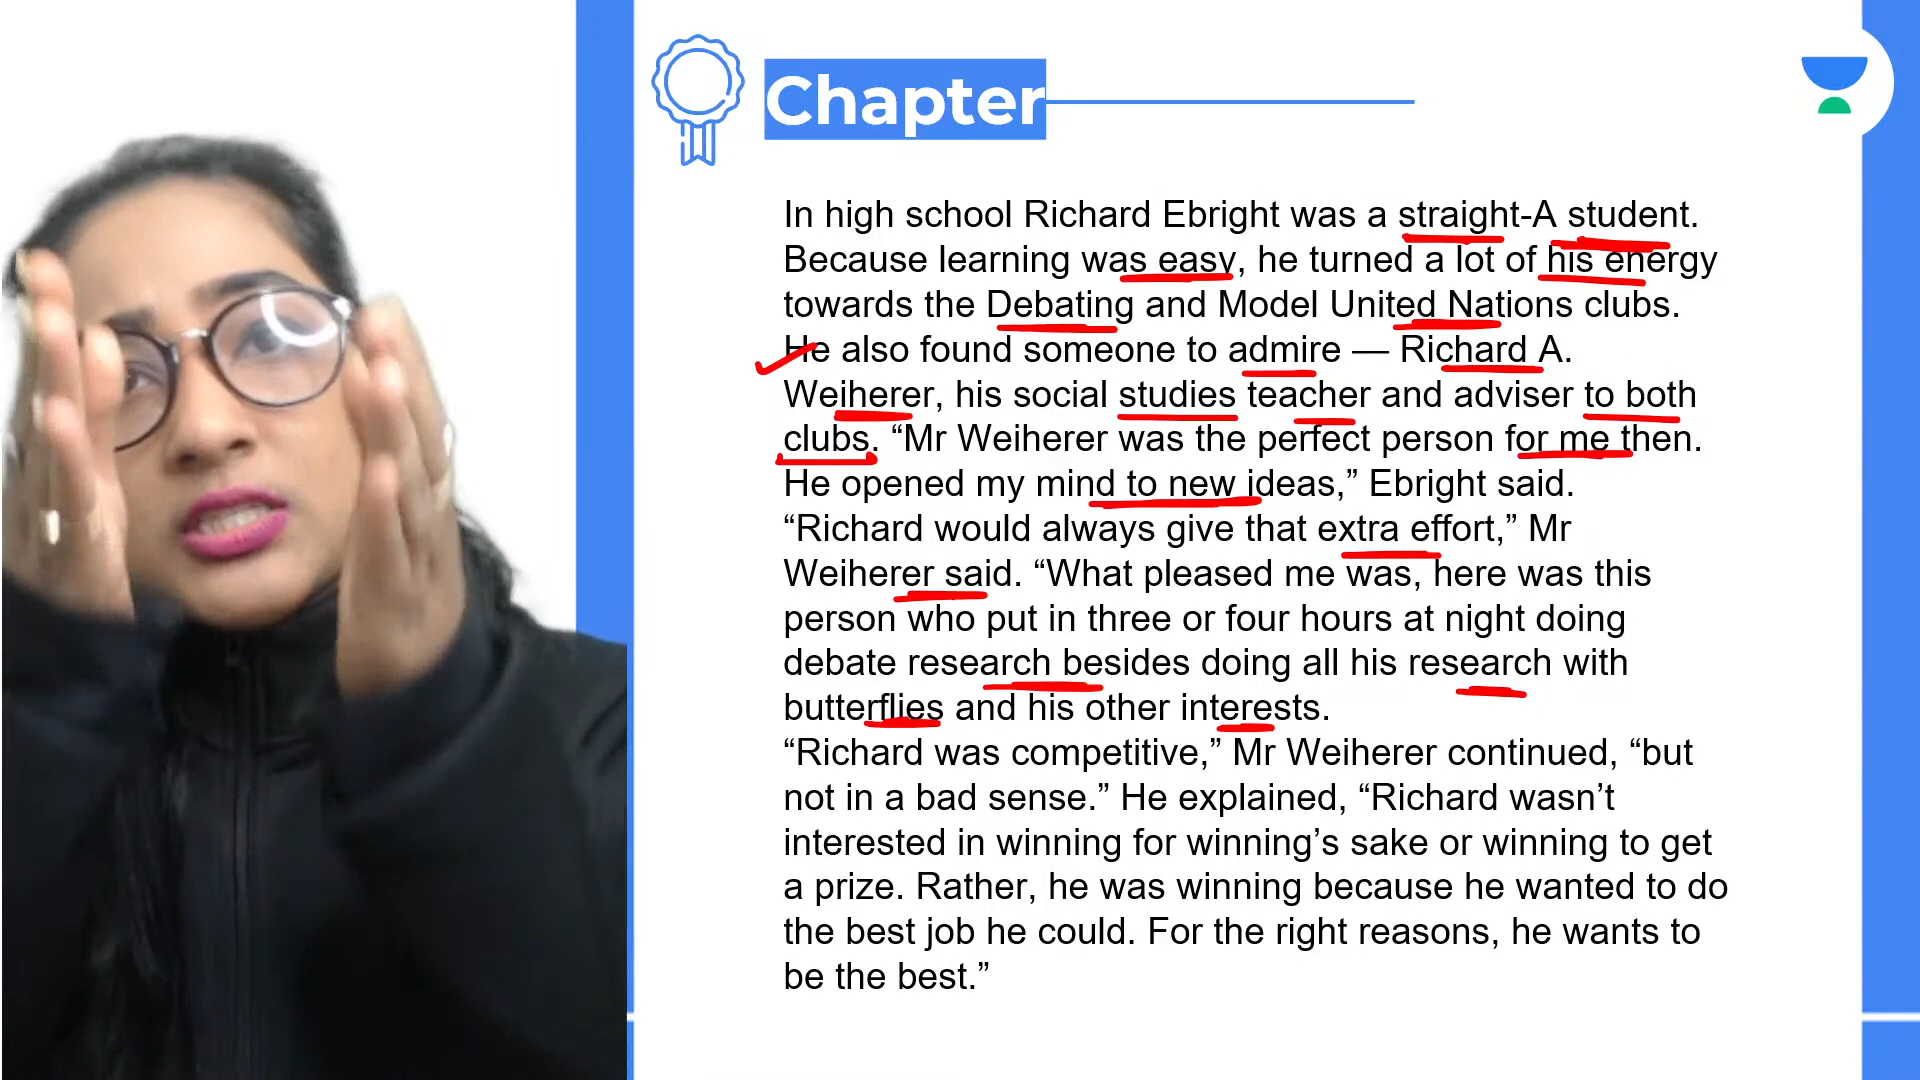 Chapter
In high school Richard Ebright was a straight-A student.
Because learning was easy, he turned a lot of his energy
towards the Debating and Model United Nations clubs.
He also found someone to admire — Richard A.
Weiherer, his social studies teacher and adviser to both
clubs. “Mr Weiherer was the perfect person for me then.
He opened my mind to new ideas,” Ebright said.
“Richard would always give that extra effort,” Mr
Weiherer said. “What pleased me was, here was this
person who put in three or four hours at night doing
debate research besides doing all his research with
butterflies and his other interests.
“Richard was competitive,” Mr Weiherer continued, “but
not in a bad sense.” He explained, “Richard wasn’t
interested in winning for winning’s sake or winning to get
a prize. Rather, he was winning because he wanted to do
the best job he could. For the right reasons, he wants to
be the best.”